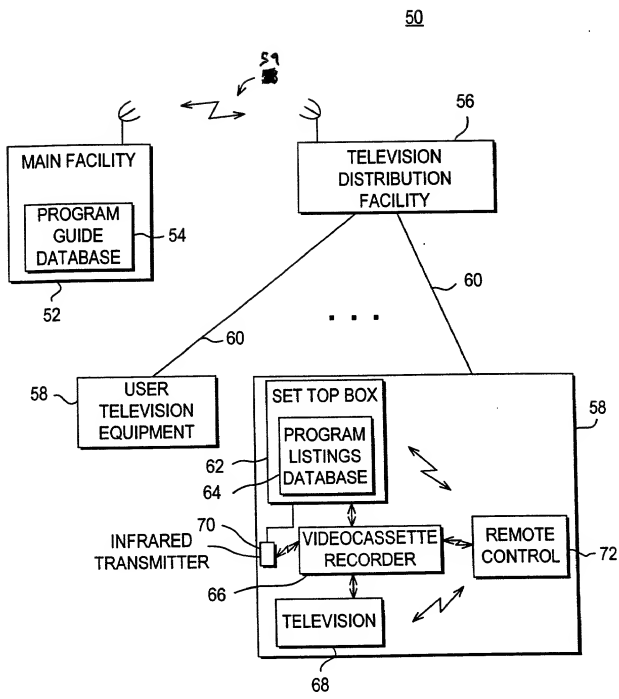 50
59
56
MAIN FACILITY
TELEVISION
DISTRIBUTION
FACILITY
PROGRAM
GUIDE
DATABASE
54
52
60
60
58
USER
TELEVISION
EQUIPMENT
SET TOP BOX
58
PROGRAM
LISTINGS
DATABASE
62
64
70
INFRARED
TRANSMITTER
VIDEOCASSETTE
RECORDER
REMOTE
CONTROL
72
66
TELEVISION
68